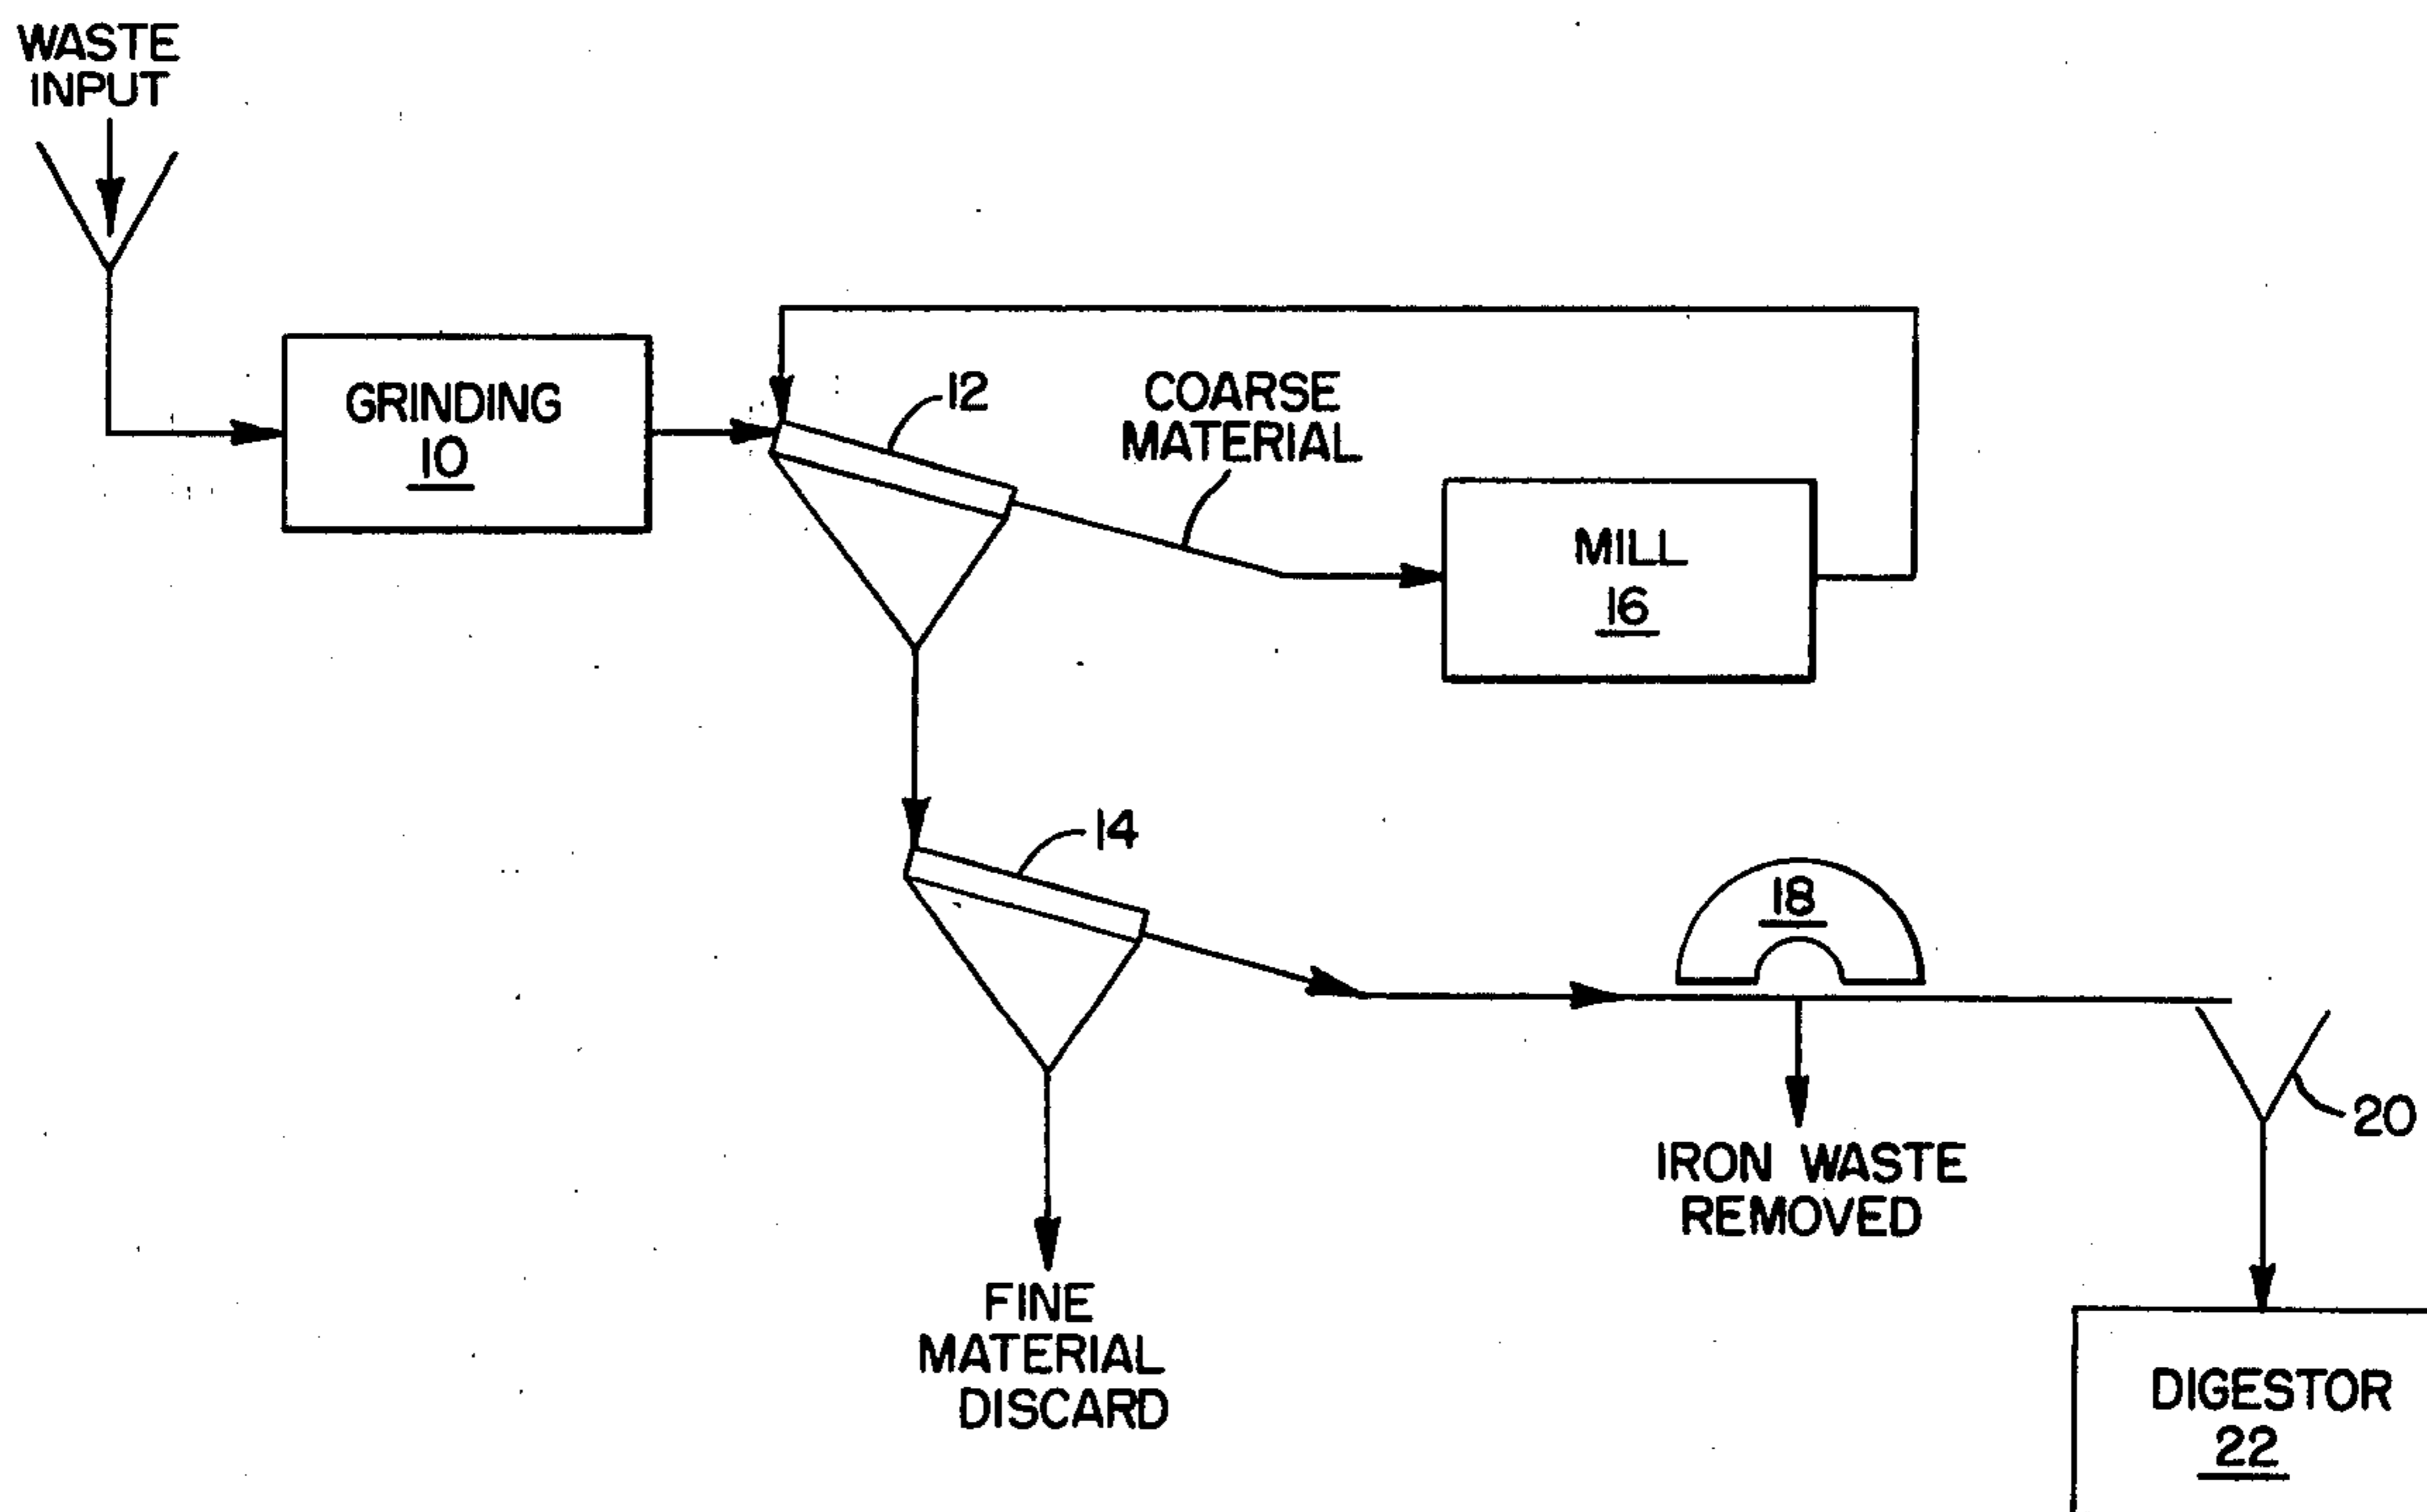 WASTE
INPUT
GRINDING
10
12
COARSE
MATERIAL
MILL
16
14
18
20
IRON WASTE
REMOVED
FINE
MATERIAL
DISCARD
DIGESTOR
22